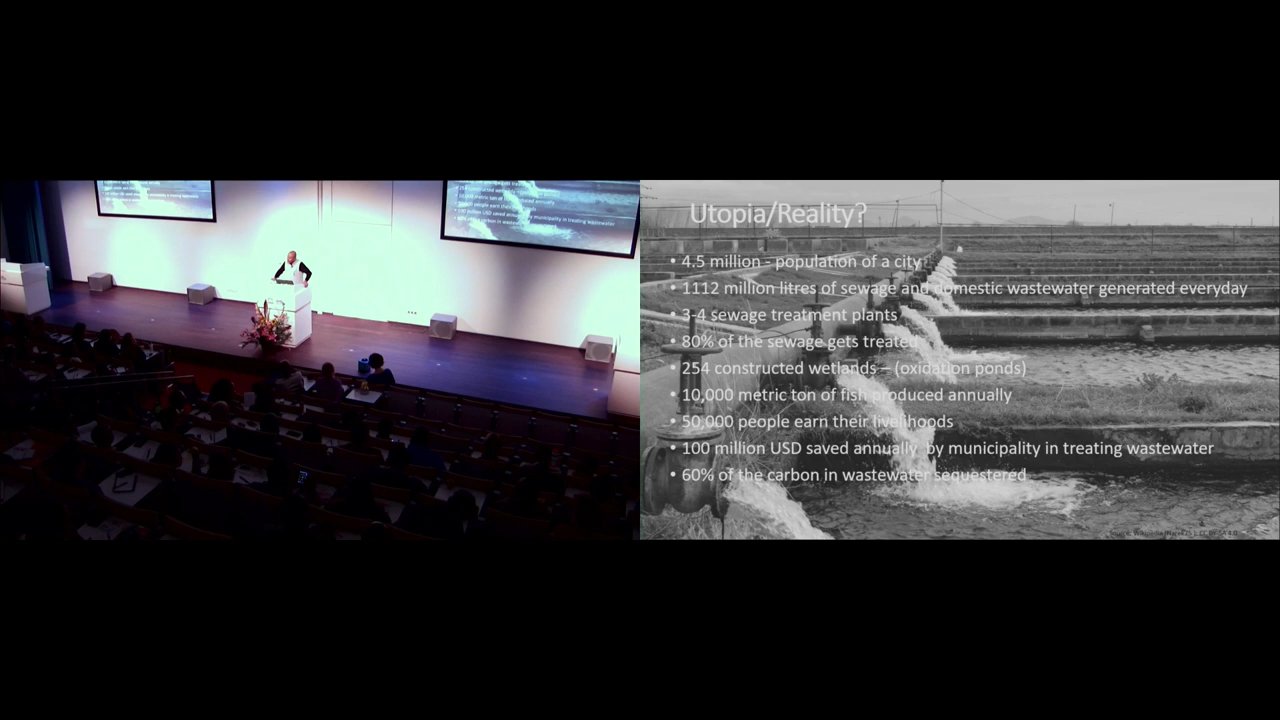 Utopia/Reality?
• 4.5 million - population of a city
• 1112 million litres of sewage and domestic wastewater generated everyday
• 3-4 sewage treatment plants
• 80% of the sewage gets treated
• 254 constructed wetlands – (oxidation ponds)
• 10,000 metric ton of fish produced annually
• 50,000 people earn their livelihoods
• 100 million USD saved annually by municipality in treating wastewater
• 60% of the carbon in wastewater sequestered